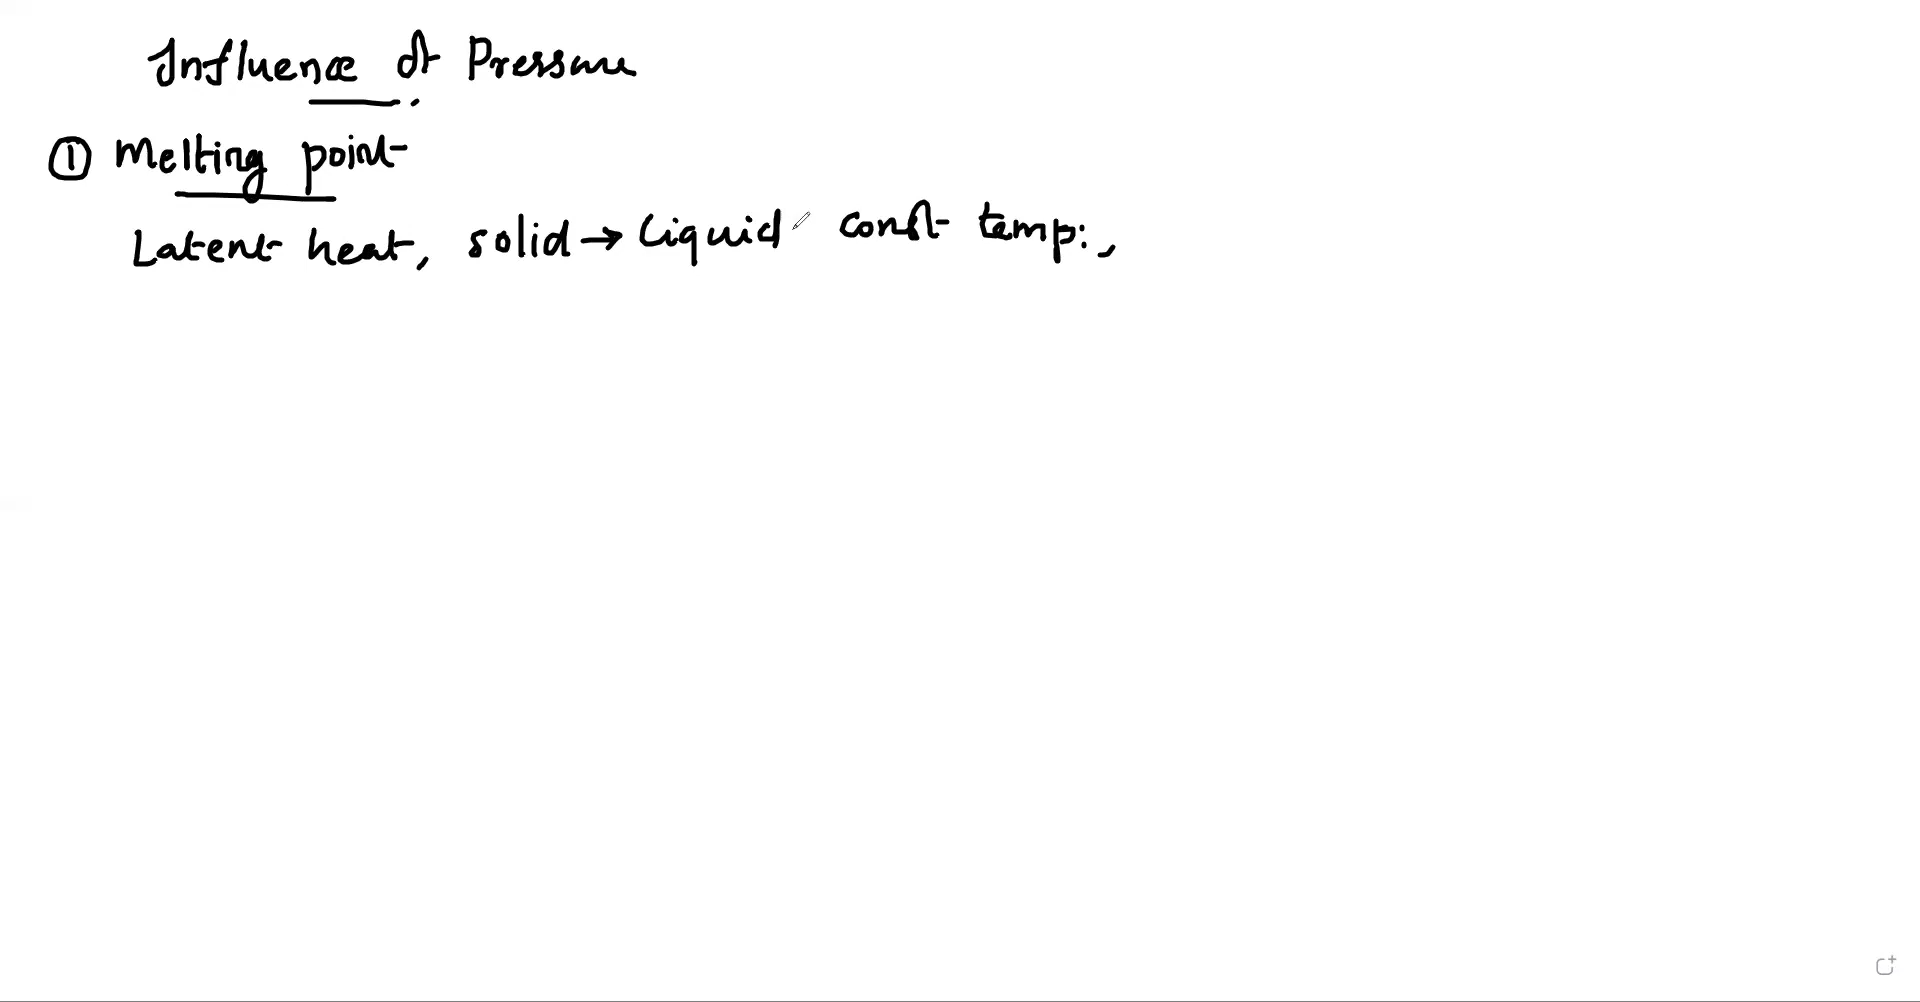 Influence of Pressure
① Melting point
Latent heat, solid → Liquid const temp:,